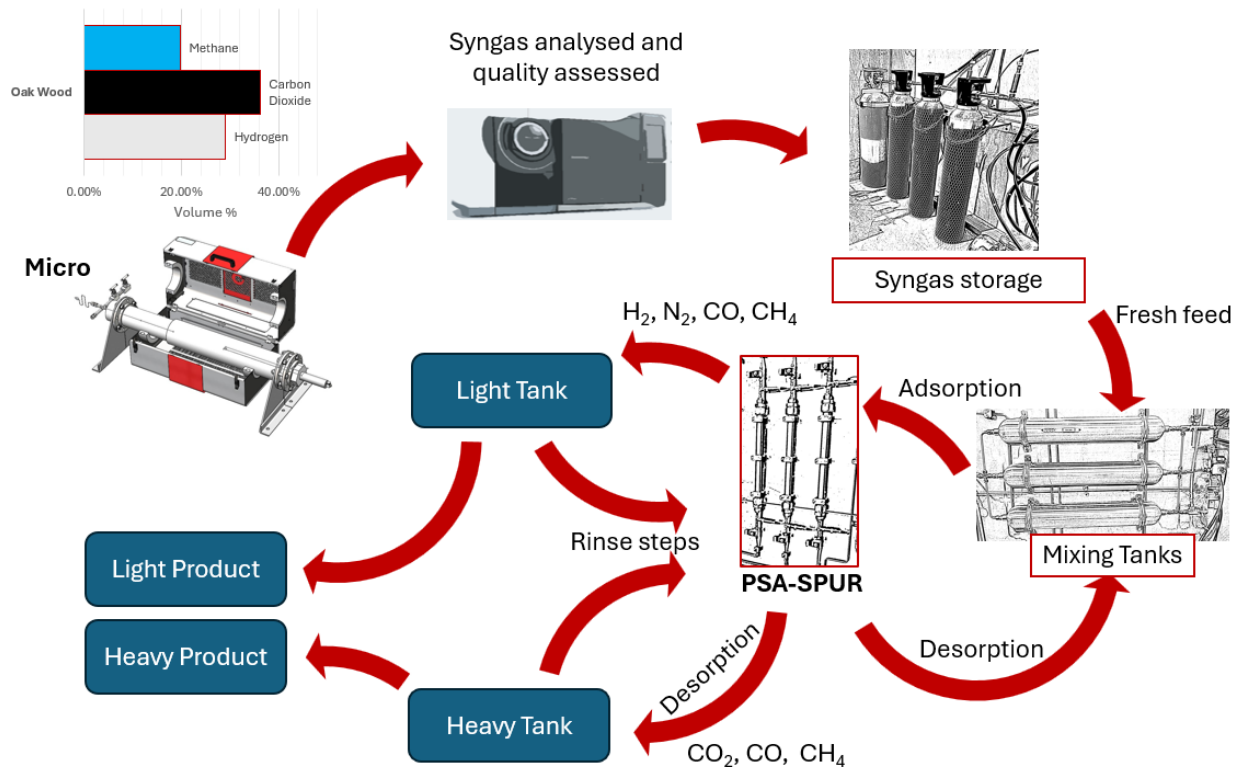 Methane
Oak Wood
Carbon
Dioxide
Hydrogen
0.00% 20.00% 40.00%
Volume %
Syngas analysed and
quality assessed
Syngas storage
Micro
Fresh feed
H₂, N₂, CO, CH₄
Light Tank
Adsorption
Rinse steps
Light Product
PSA-SPUR
Mixing Tanks
Heavy Product
Desorption
Desorption
Heavy Tank
CO₂, CO, CH₄